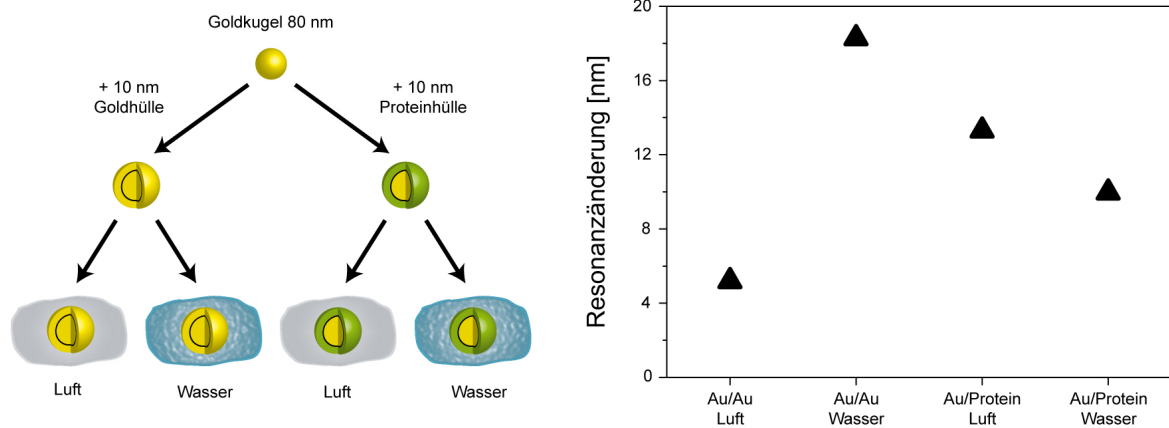 Goldkugel 80 nm
+ 10 nm
Goldhülle
+ 10 nm
Proteinhülle
Luft
Wasser
Luft
Wasser
Resonanzänderung [nm]
20
16
12
8
4
0
Au/Au
Luft
Au/Au
Wasser
Au/Protein
Luft
Au/Protein
Wasser